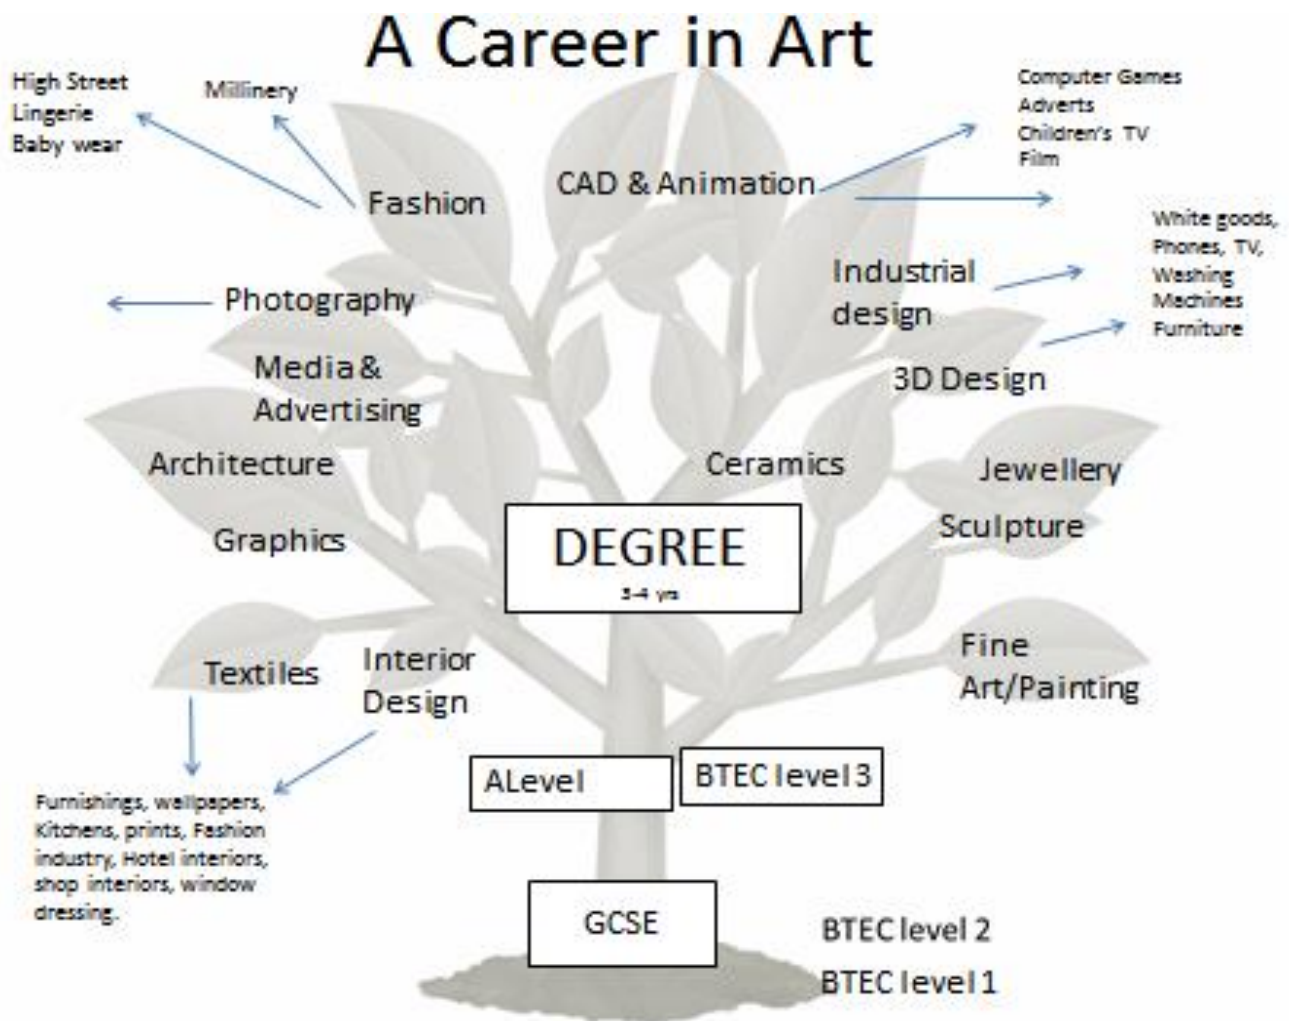 A Career in Art
High Street
Lingerie
Baby wear
Millinery
Computer Games
Adverts
Children's TV
Film
Fashion
CAD & Animation
White goods,
Phones, TV,
Washing
Machines
Furniture
Industrial
design
Photography
3D Design
Media &
Advertising
Architecture
Ceramics
Jewellery
Graphics
Sculpture
DEGREE
3-4 yrs
Textiles
Interior
Design
Fine
Art/Painting
ALevel
BTEC level 3
Furnishings, wallpapers,
Kitchens, prints, Fashion
industry, Hotel interiors,
shop interiors, window
dressing.
GCSE
BTEC level 2
BTEC level 1